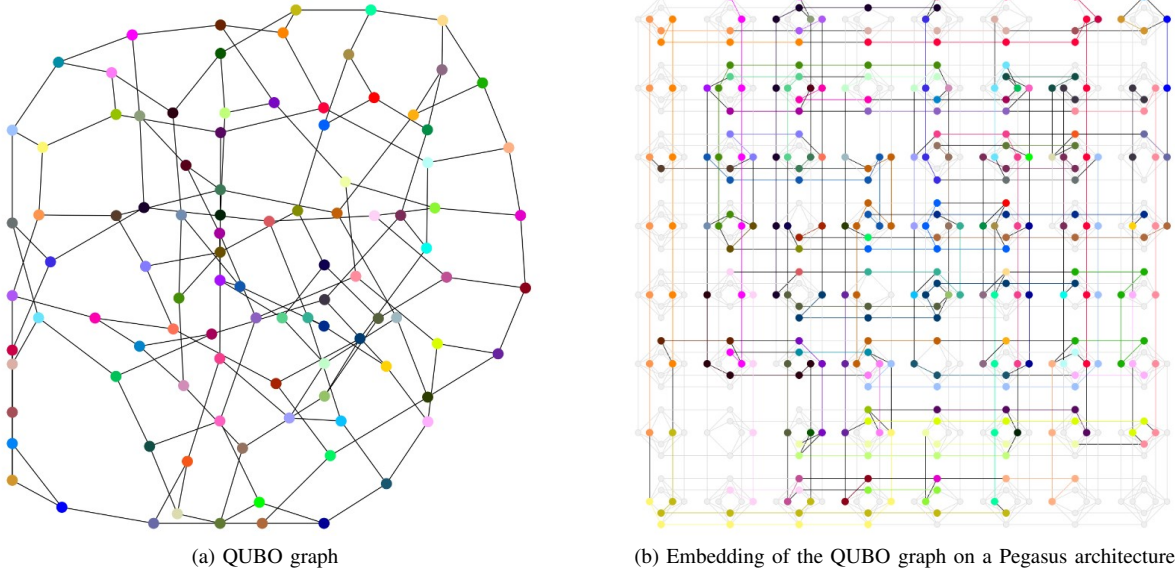 (a) QUBO graph
(b) Embedding of the QUBO graph on a Pegasus architecture